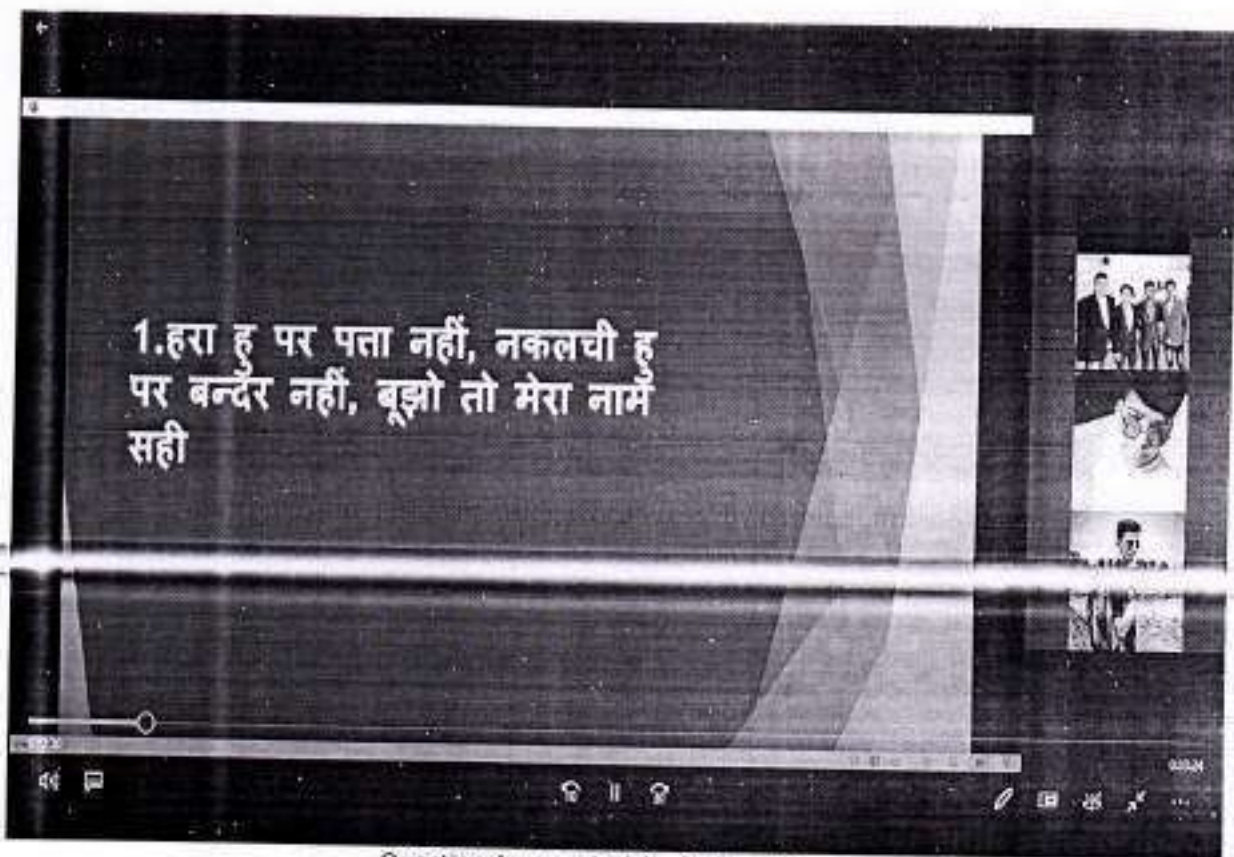 1.हरा हु पर पत्ता नहीं, नकलची हु
पर बन्दर नहीं, बूझो तो मेरा नाम
सही